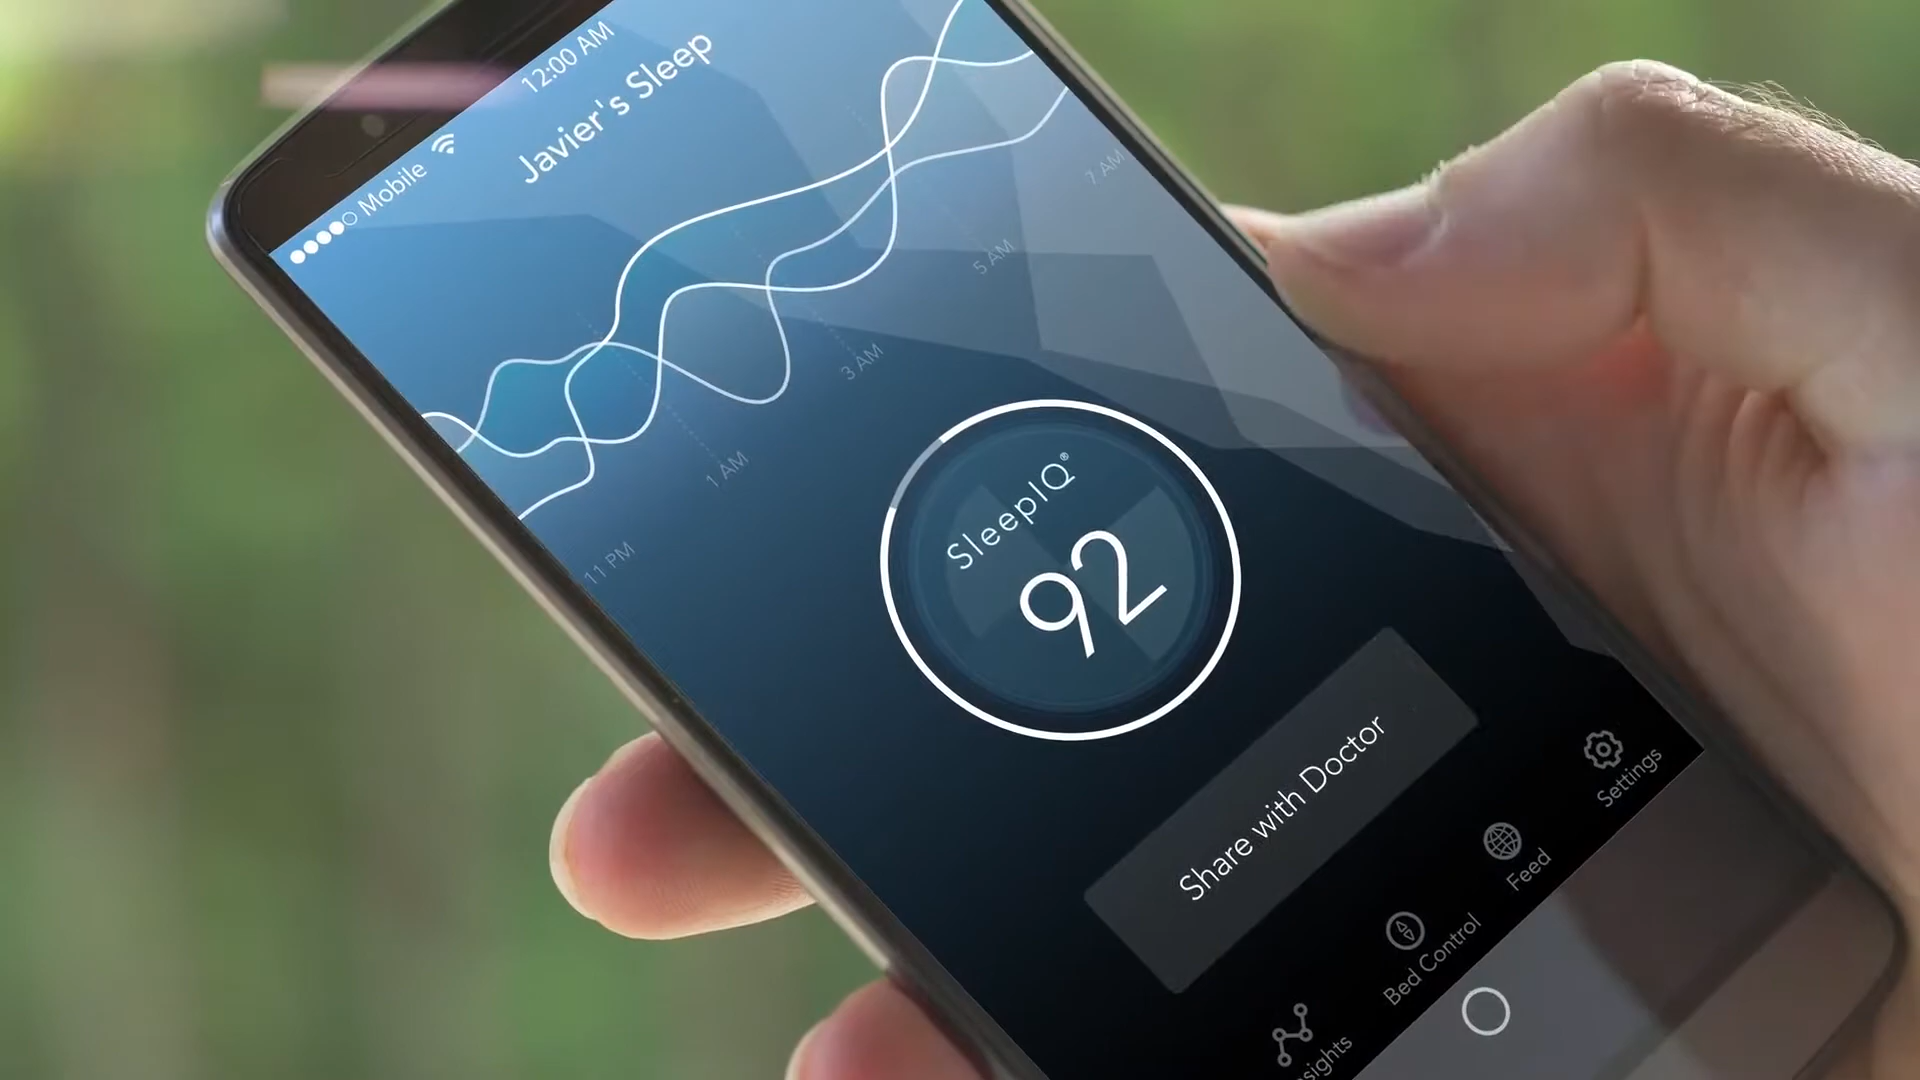 ●●●●○ Mobile 12:00 AM
Javier's Sleep
11 PM
1 AM
3 AM
5 AM
7 AM
SleepIQ®
92
Share with Doctor
sights
Bed Control
Feed
Settings